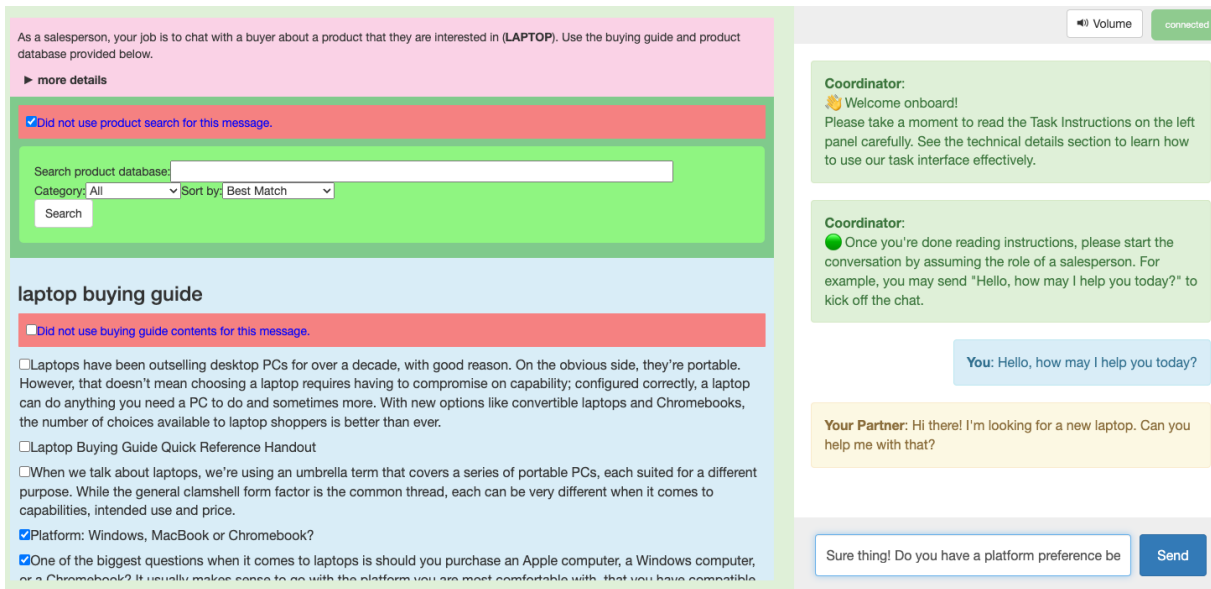 As a salesperson, your job is to chat with a buyer about a product that they are interested in (LAPTOP). Use the buying guide and product
database provided below.
► more details
Did not use product search for this message.
Search product database:
Category: All Sort by: Best Match
Search
laptop buying guide
Did not use buying guide contents for this message.
Laptops have been outselling desktop PCs for over a decade, with good reason. On the obvious side, they're portable.
However, that doesn't mean choosing a laptop requires having to compromise on capability; configured correctly, a laptop
can do anything you need a PC to do and sometimes more. With new options like convertible laptops and Chromebooks,
the number of choices available to laptop shoppers is better than ever.
Laptop Buying Guide Quick Reference Handout
When we talk about laptops, we're using an umbrella term that covers a series of portable PCs, each suited for a different
purpose. While the general clamshell form factor is the common thread, each can be very different when it comes to
capabilities, intended use and price.
Platform: Windows, MacBook or Chromebook?
One of the biggest questions when it comes to laptops is should you purchase an Apple computer, a Windows computer,
or a Chromebook? It usually makes sense to go with the platform you are most comfortable with, that you have compatible
Volume
connected
Coordinator:
👋 Welcome onboard!
Please take a moment to read the Task Instructions on the left
panel carefully. See the technical details section to learn how
to use our task interface effectively.
Coordinator:
🟢 Once you're done reading instructions, please start the
conversation by assuming the role of a salesperson. For
example, you may send "Hello, how may I help you today?" to
kick off the chat.
You: Hello, how may I help you today?
Your Partner: Hi there! I'm looking for a new laptop. Can you
help me with that?
Sure thing! Do you have a platform preference be
Send